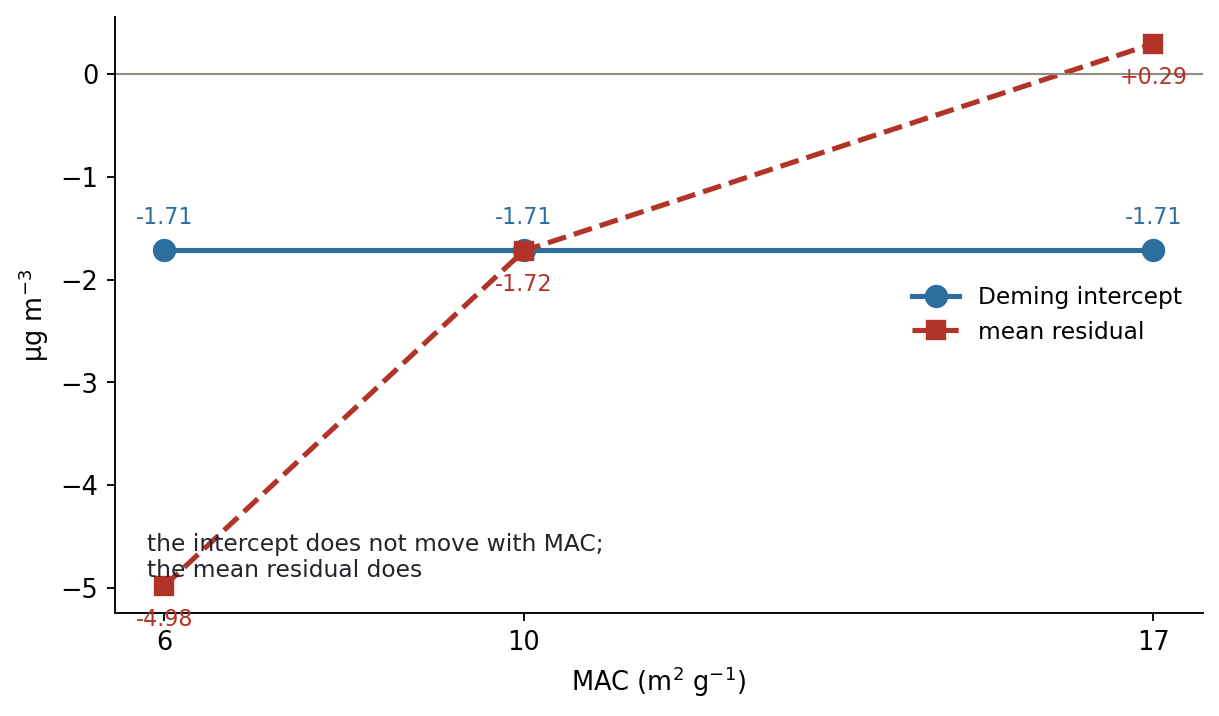 0
+0.29
−1
-1.71
-1.71
-1.71
−2
-1.72
Deming intercept
mean residual
μg m⁻³
−3
−4
the intercept does not move with MAC;
the mean residual does
−5
-4.98
6
10
17
MAC (m² g⁻¹)